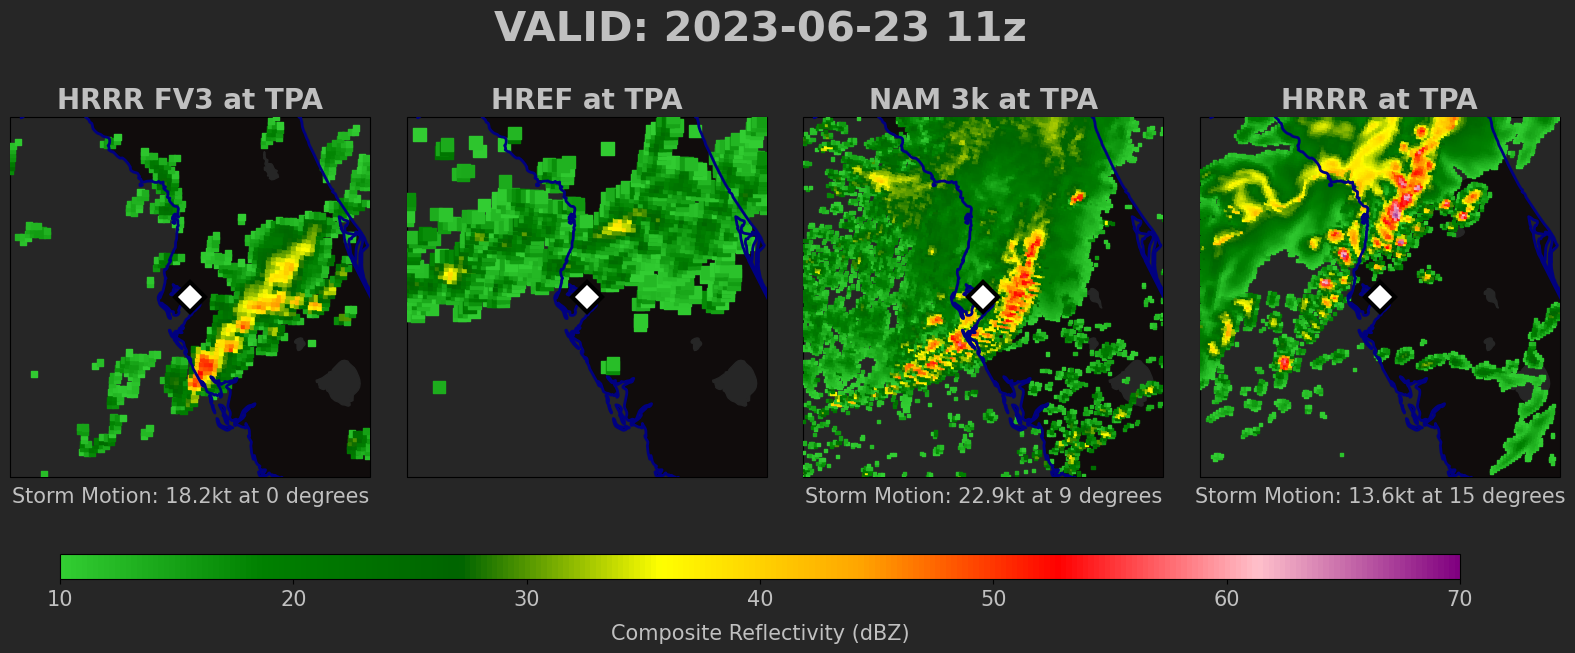 VALID: 2023-06-23 11z
HRRR FV3 at TPA
HREF at TPA
NAM 3k at TPA
HRRR at TPA
Storm Motion: 18.2kt at 0 degrees
Storm Motion: 22.9kt at 9 degrees
Storm Motion: 13.6kt at 15 degrees
10 20 30 40 50 60 70
Composite Reflectivity (dBZ)